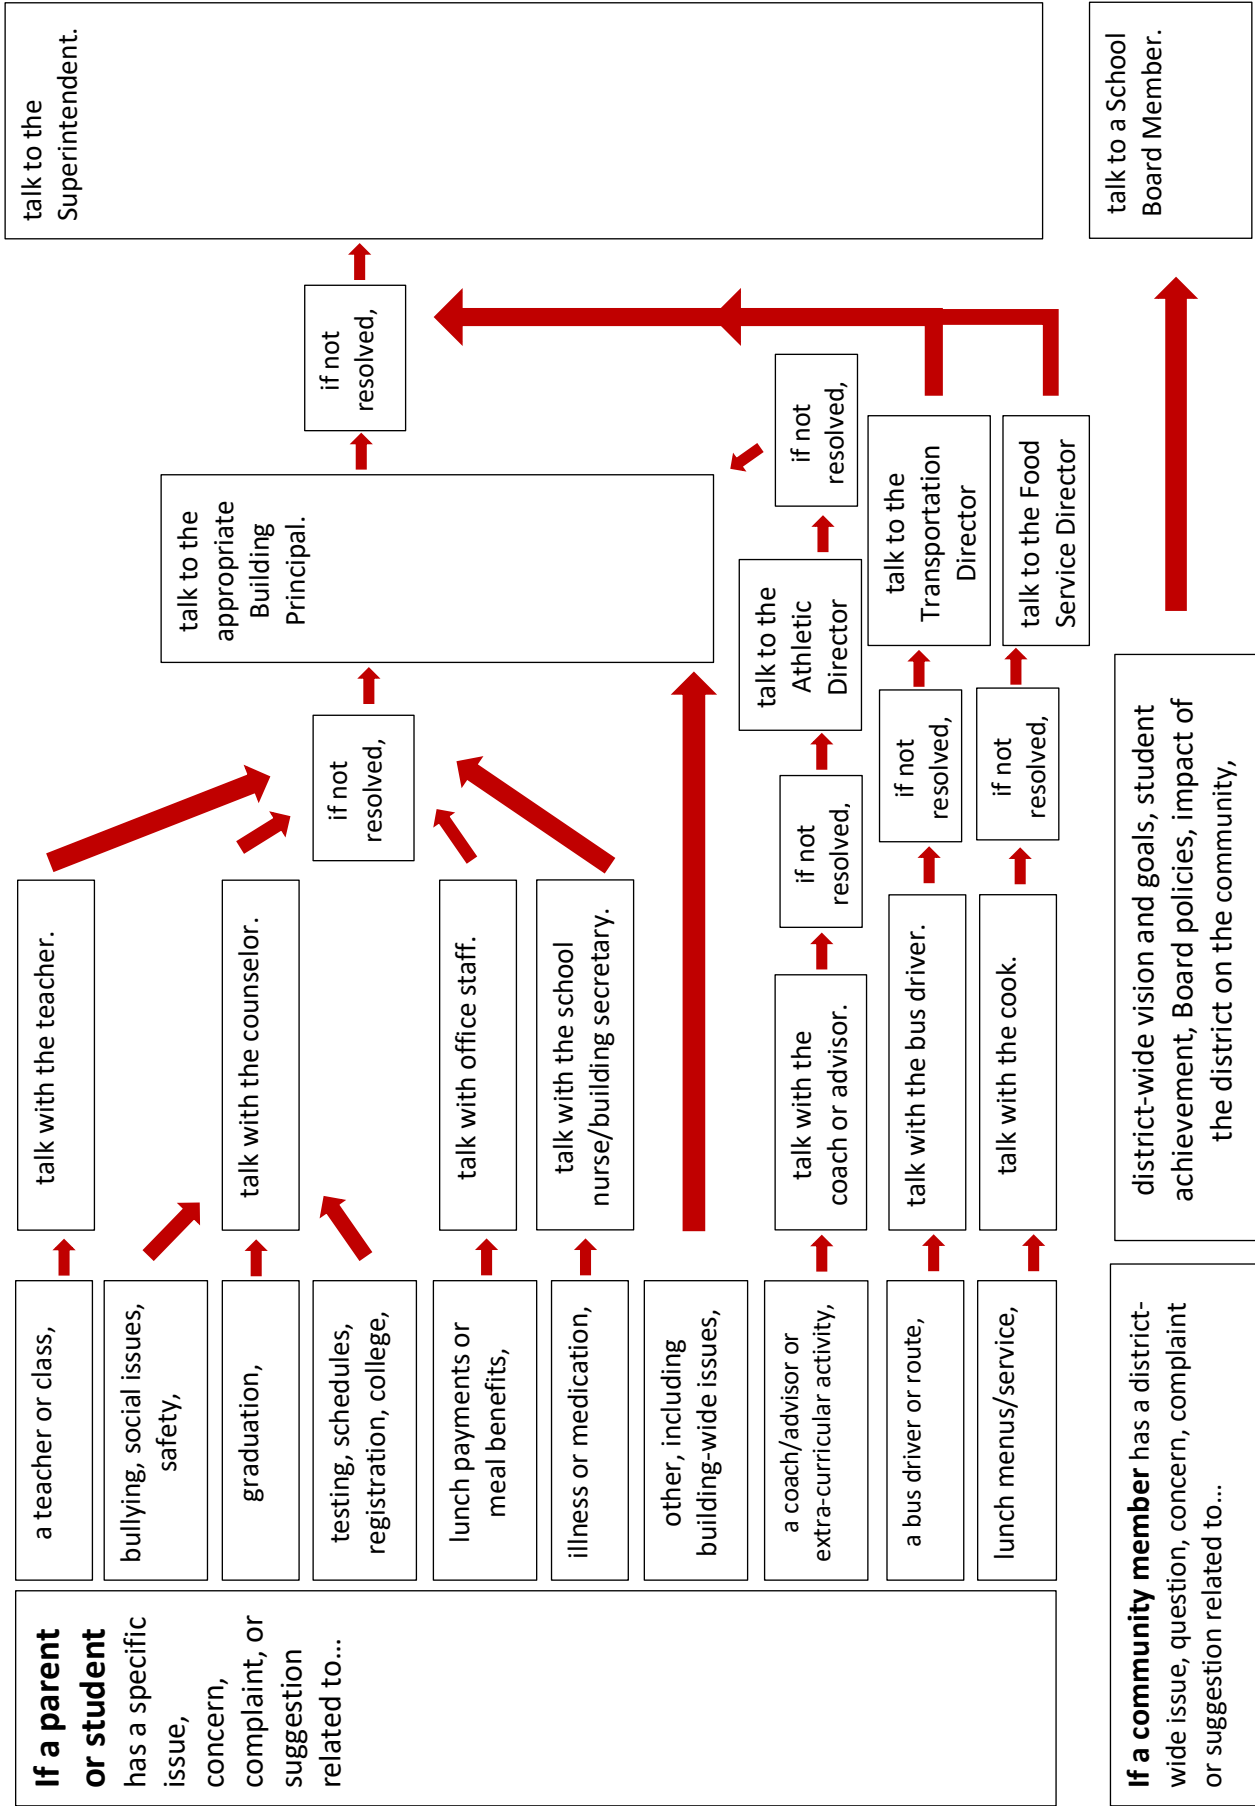 If a parent
or student
has a specific
issue,
concern,
complaint, or
suggestion
related to...
a teacher or class,
talk with the teacher.
bullying, social issues,
safety,
graduation,
testing, schedules,
registration, college,
talk with the counselor.
lunch payments or
meal benefits,
talk with office staff.
illness or medication,
talk with the school
nurse/building secretary.
if not
resolved,
other, including
building-wide issues,
talk to the
appropriate
Building
Principal.
if not
resolved,
talk to the
Superintendent.
a coach/advisor or
extra-curricular activity,
talk with the
coach or advisor.
if not
resolved,
talk to the
Athletic
Director
if not
resolved,
a bus driver or route,
talk with the bus driver.
if not
resolved,
talk to the
Transportation
Director
lunch menus/service,
talk with the cook.
if not
resolved,
talk to the Food
Service Director
If a community member has a district-
wide issue, question, concern, complaint
or suggestion related to...
district-wide vision and goals, student
achievement, Board policies, impact of
the district on the community,
talk to a School
Board Member.